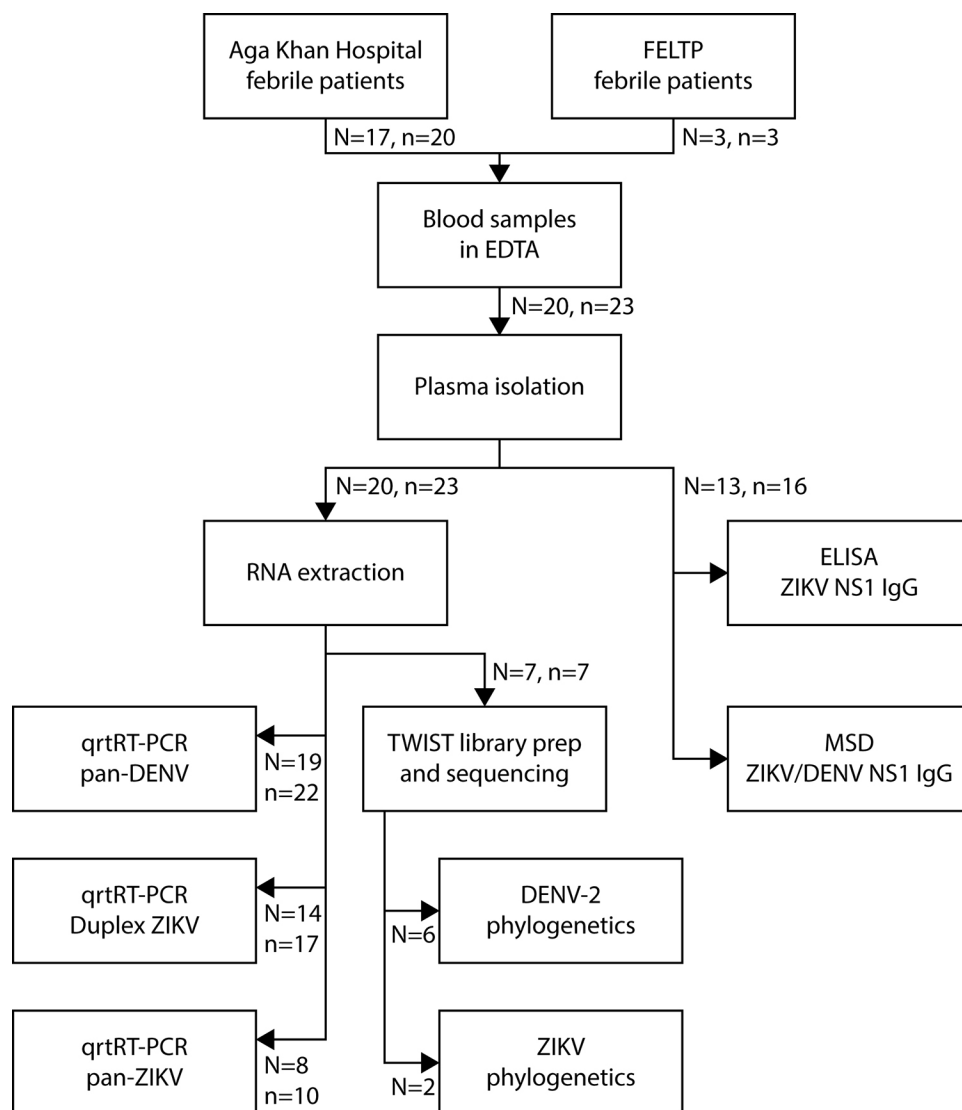 Aga Khan Hospital
febrile patients
FELTP
febrile patients
N=17, n=20
N=3, n=3
Blood samples
in EDTA
N=20, n=23
Plasma isolation
N=20, n=23
N=13, n=16
RNA extraction
ELISA
ZIKV NS1 IgG
N=7, n=7
qrtRT-PCR
pan-DENV
N=19
n=22
TWIST library prep
and sequencing
MSD
ZIKV/DENV NS1 IgG
qrtRT-PCR
Duplex ZIKV
N=14
n=17
DENV-2
phylogenetics
N=6
qrtRT-PCR
pan-ZIKV
N=8
n=10
ZIKV
phylogenetics
N=2